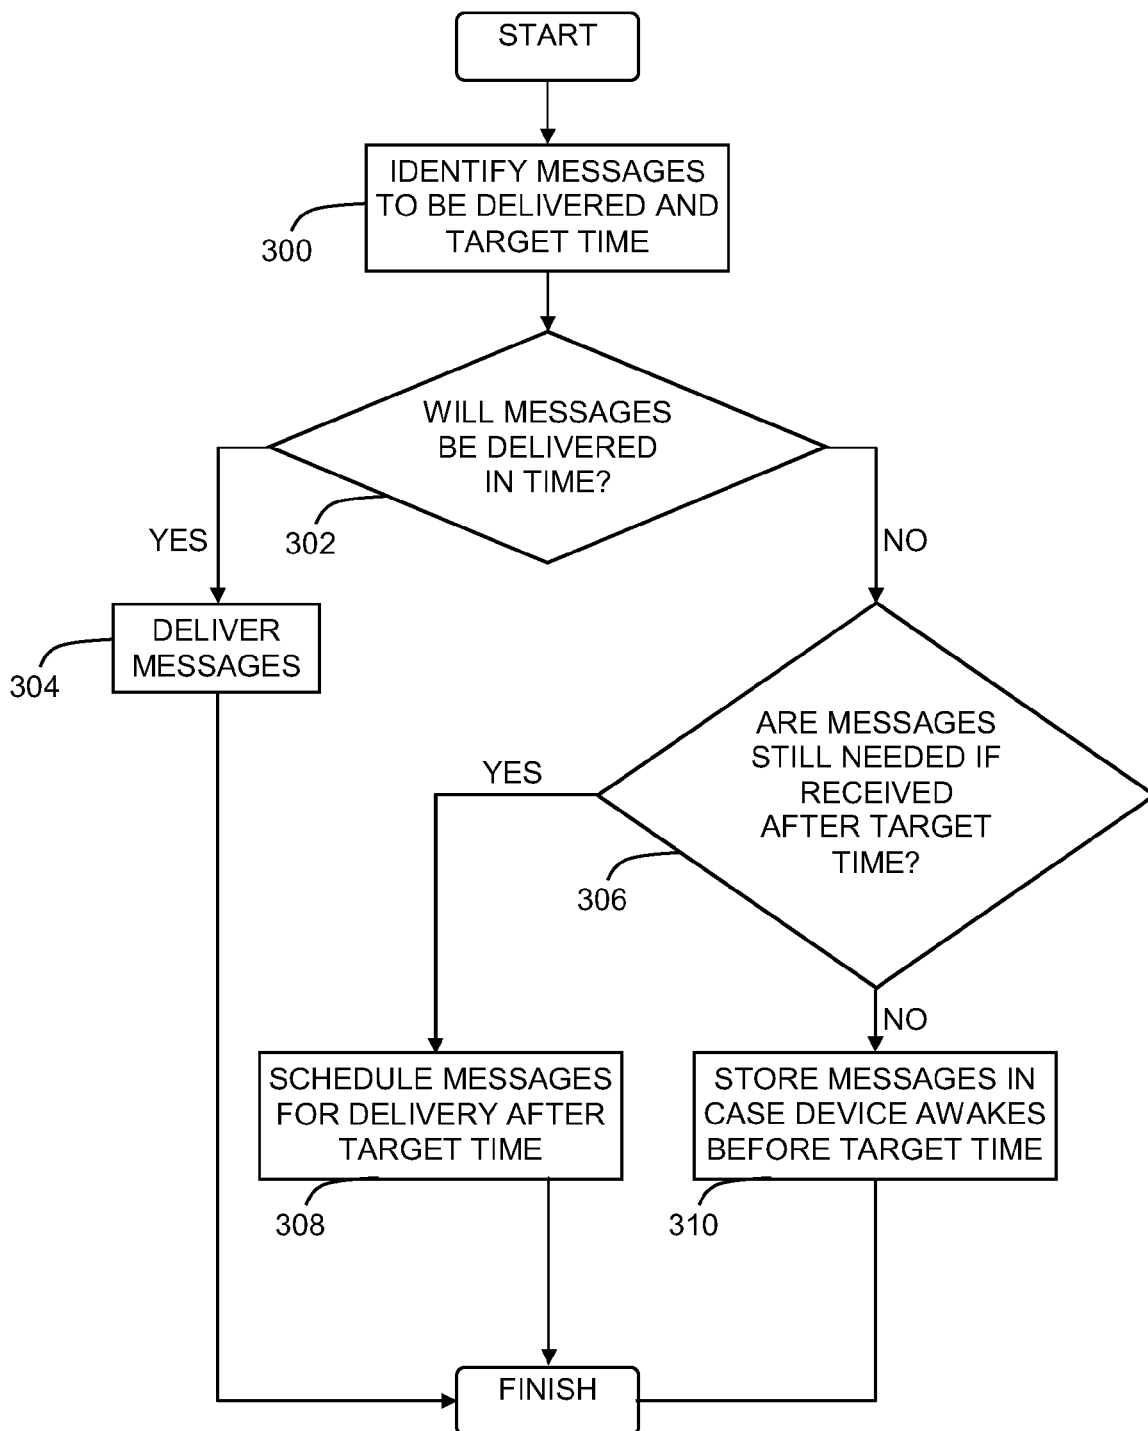 START
IDENTIFY MESSAGES
TO BE DELIVERED AND
TARGET TIME
300
WILL MESSAGES
BE DELIVERED
IN TIME?
302
YES
NO
DELIVER
MESSAGES
304
ARE MESSAGES
STILL NEEDED IF
RECEIVED
AFTER TARGET
TIME?
306
YES
NO
SCHEDULE MESSAGES
FOR DELIVERY AFTER
TARGET TIME
308
STORE MESSAGES IN
CASE DEVICE AWAKES
BEFORE TARGET TIME
310
FINISH